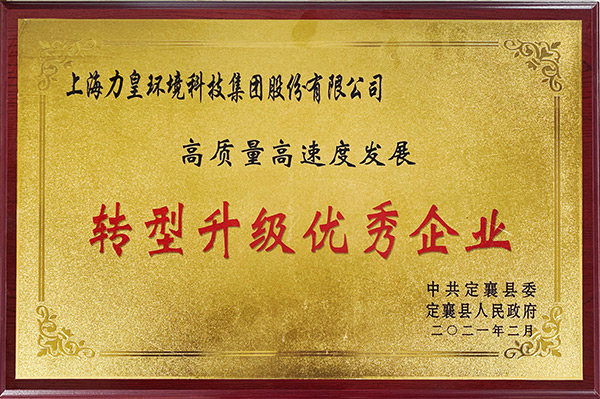 上海力皇环境科技集团股份有限公司
高质量高速度发展
转型升级优秀企业
中共定襄县委
定襄县人民政府
二〇二一年二月